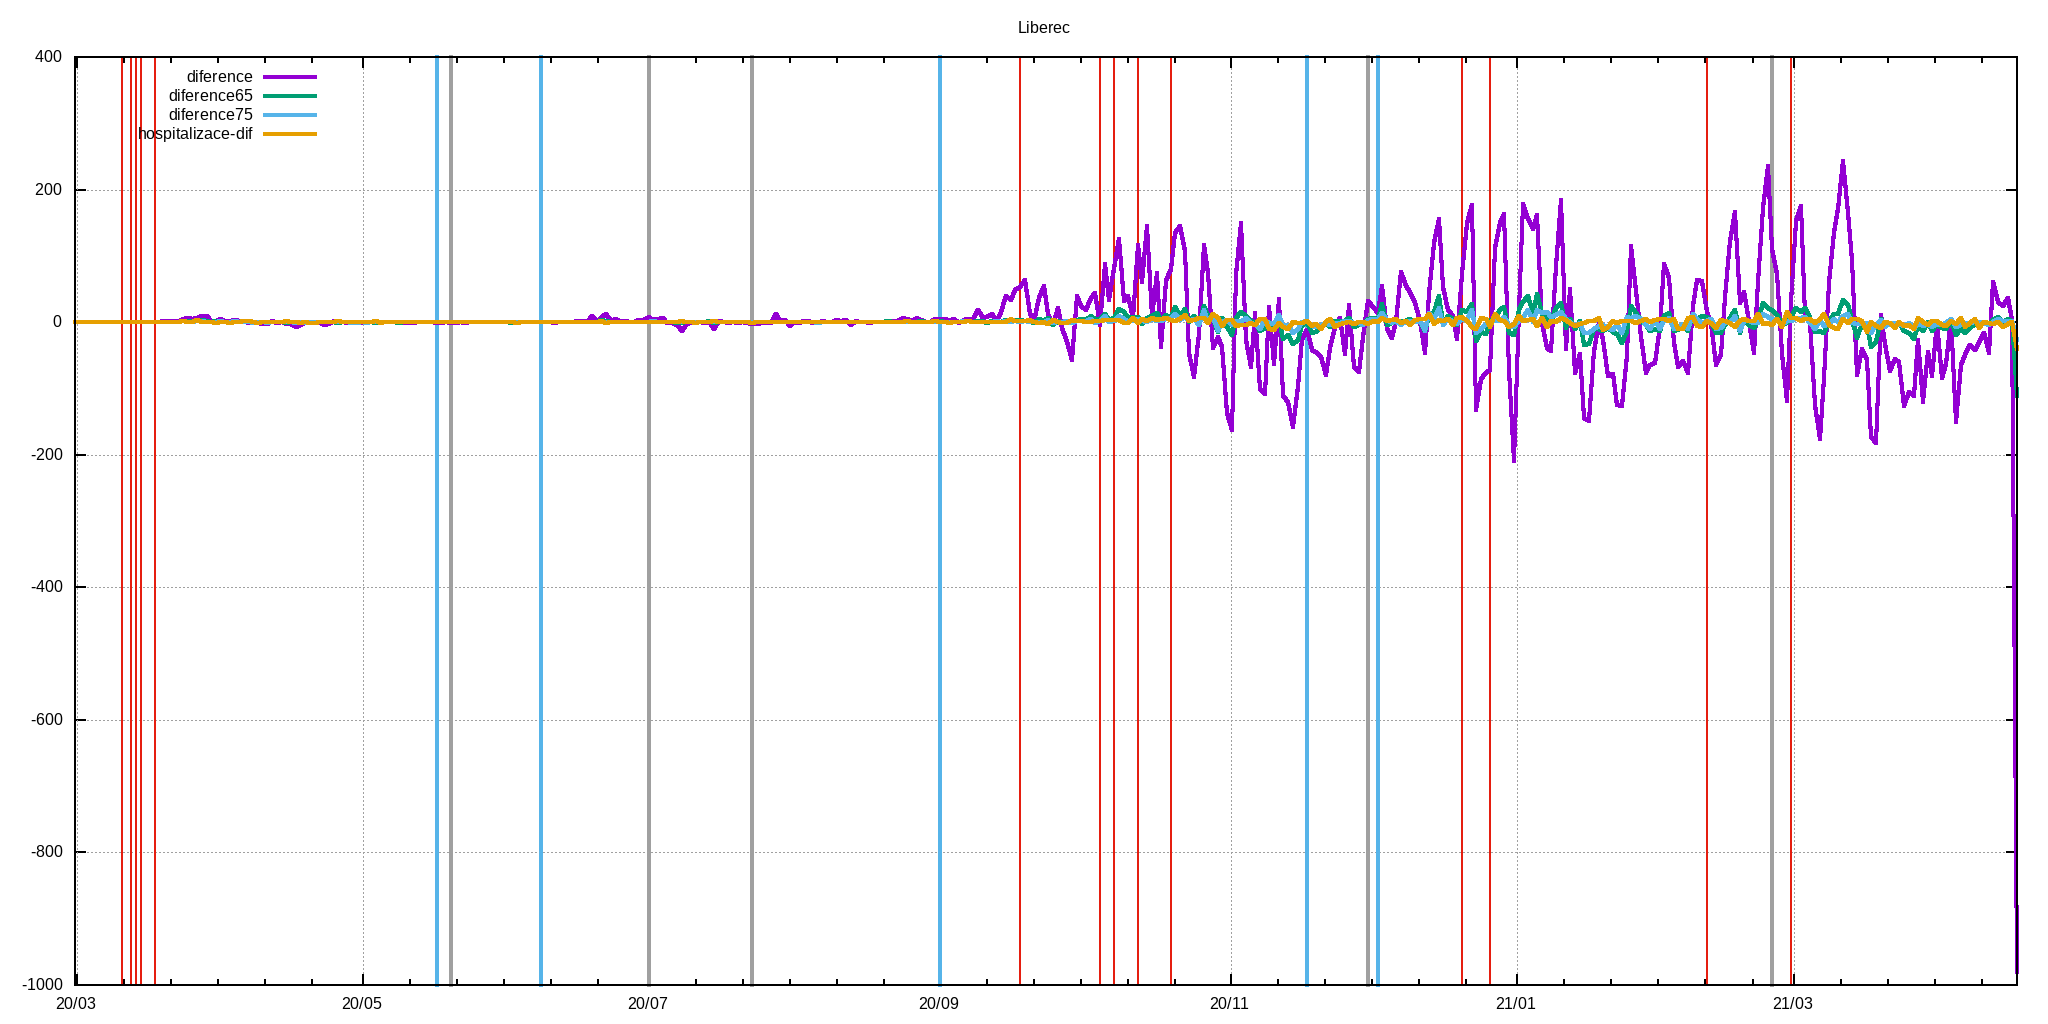 Liberec
400
diference
diference65
diference75
hospitalizace-dif
200
0
-200
-400
-600
-800
-1000
20/03 20/05 20/07 20/09 20/11 21/01 21/03